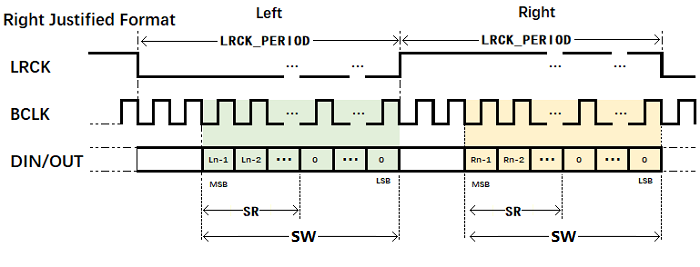 Right Justified Format
Left
Right
LRCK_PERIOD
LRCK_PERIOD
LRCK
... ... ... ...
BCLK
... ... ... ...
DIN/OUT
Ln-1 Ln-2 ... 0 ... 0
Rn-1 Rn-2 ... 0 ... 0
MSB
LSB
MSB
LSB
SR
SR
SW
SW